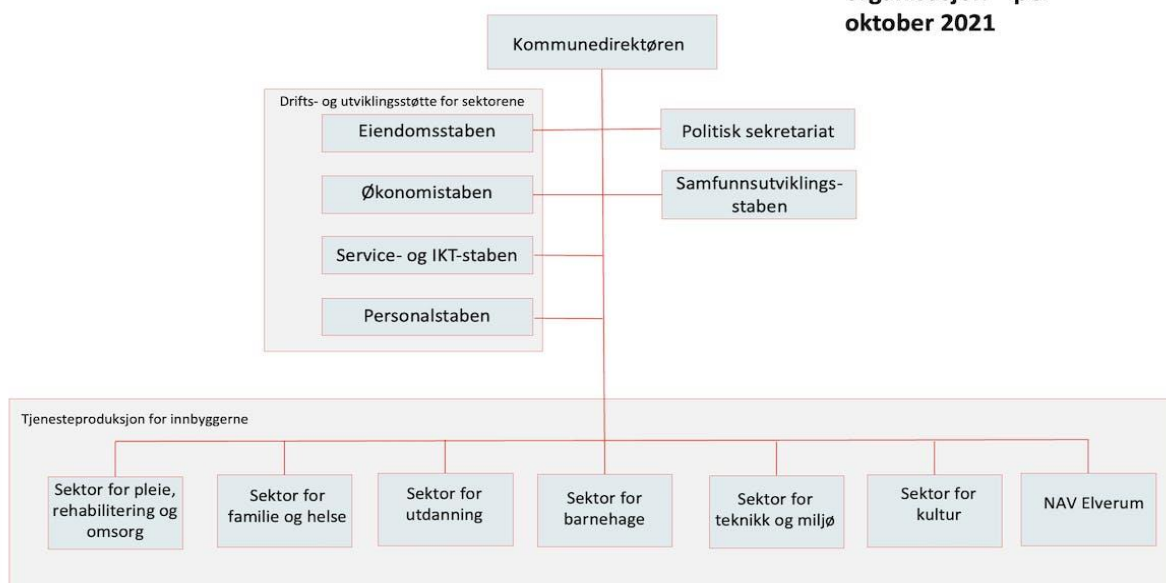 oktober 2021
Kommunedirektøren
Drifts- og utviklingsstøtte for sektorene
Eiendomsstaben
Politisk sekretariat
Økonomistaben
Samfunnsutviklings-
staben
Service- og IKT-staben
Personalstaben
Tjenesteproduksjon for innbyggerne
Sektor for pleie,
rehabilitering og
omsorg
Sektor for
familie og helse
Sektor for
utdanning
Sektor for
barnehage
Sektor for
teknikk og miljø
Sektor for
kultur
NAV Elverum